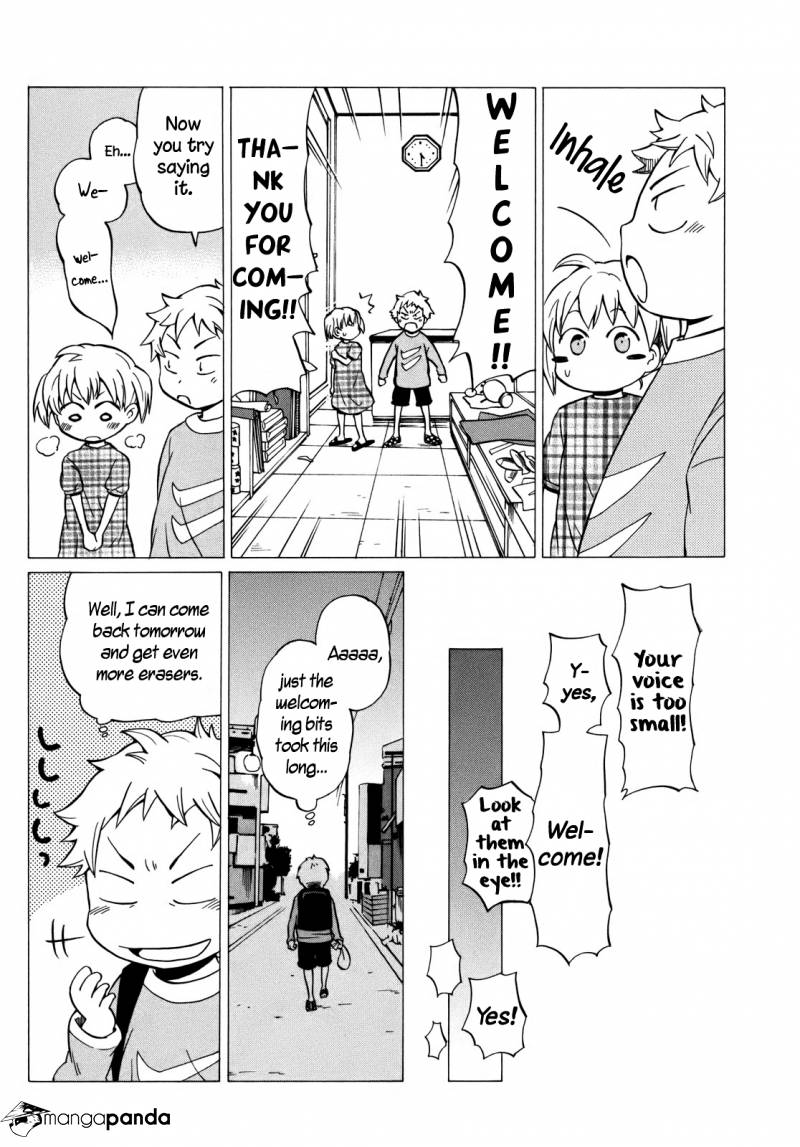 Inhale
WELCOME!!
THA-
NK
YOU
FOR
COM-
ING!!
Now
you try
saying
it.
Eh...
We-
Wel-
come...
Your
voice
is too
small!
Y-
yes,
Wel-
come!
Look
at
them
in the
eye!!
Yes!
Aaaaa,
just the
welcom-
ing bits
took this
long...
Well, I can come
back tomorrow
and get even
more erasers.
mangapanda